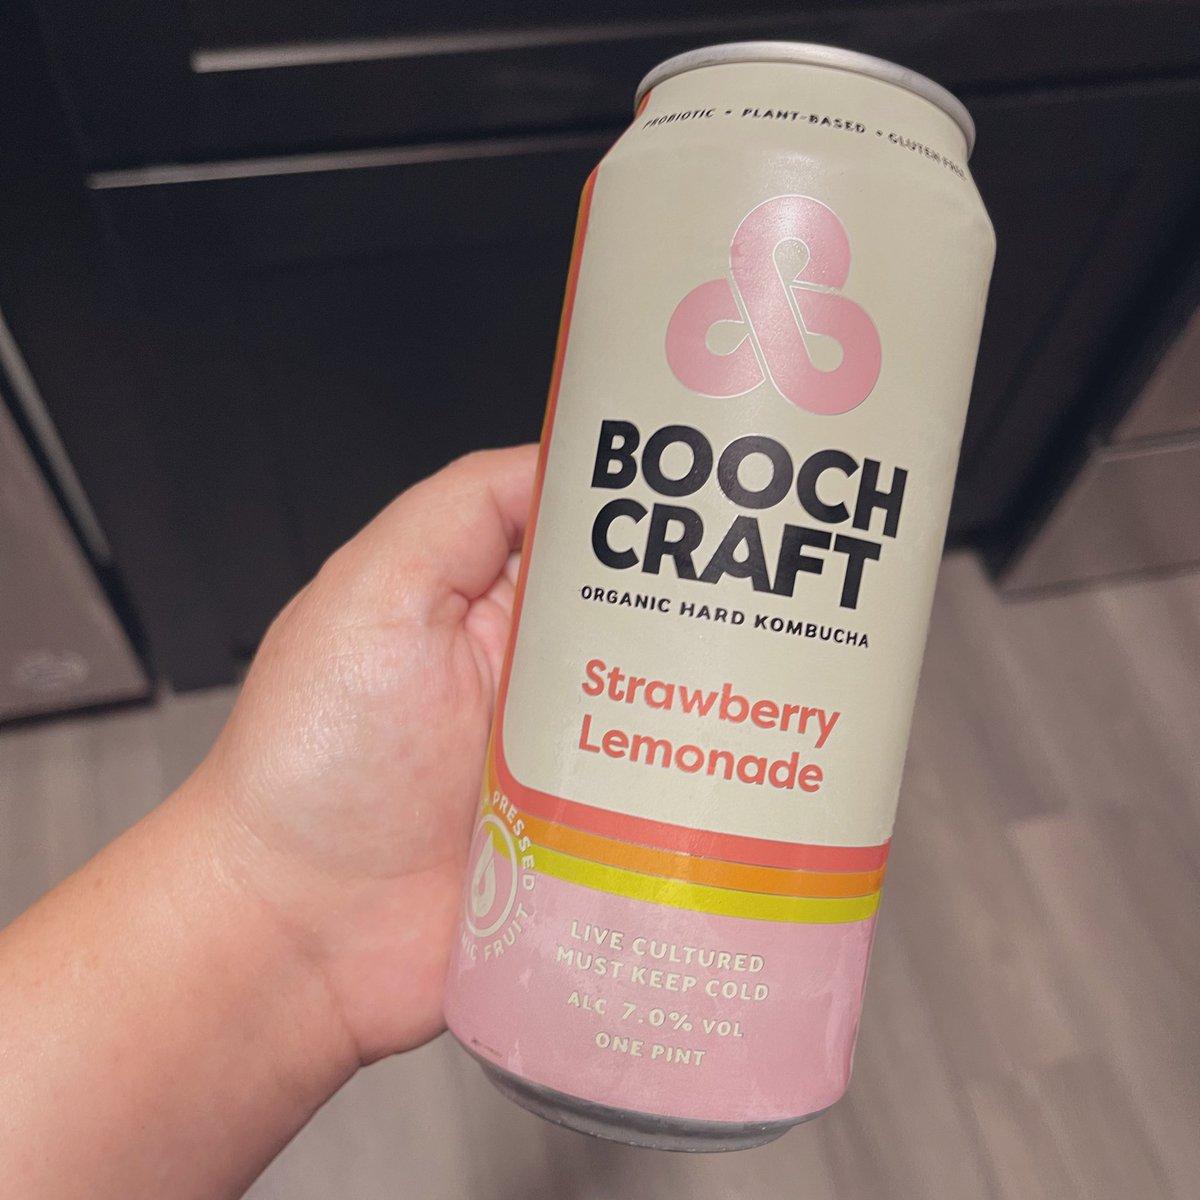 PROBIOTIC • PLANT-BASED • GLUTEN FREE
BOOCH
CRAFT
ORGANIC HARD KOMBUCHA
Strawberry
Lemonade
PRESSED
FRUIT
LIVE CULTURED
MUST KEEP COLD
ALC 7.0% VOL
ONE PINT